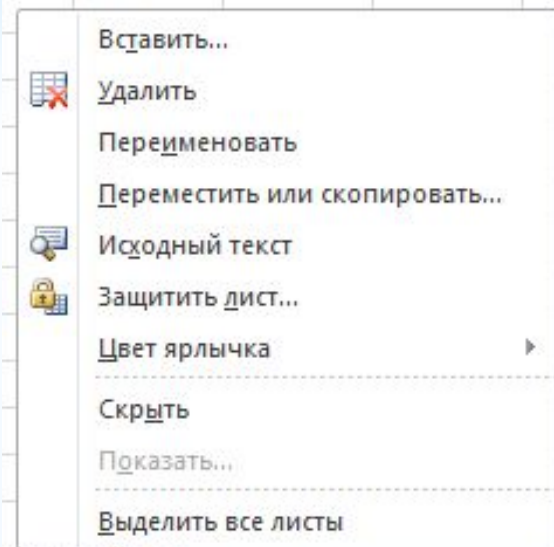 Вставить...
Удалить
Переименовать
Переместить или скопировать...
Исходный текст
Защитить лист...
Цвет ярлычка
Скрыть
Показать...
Выделить все листы